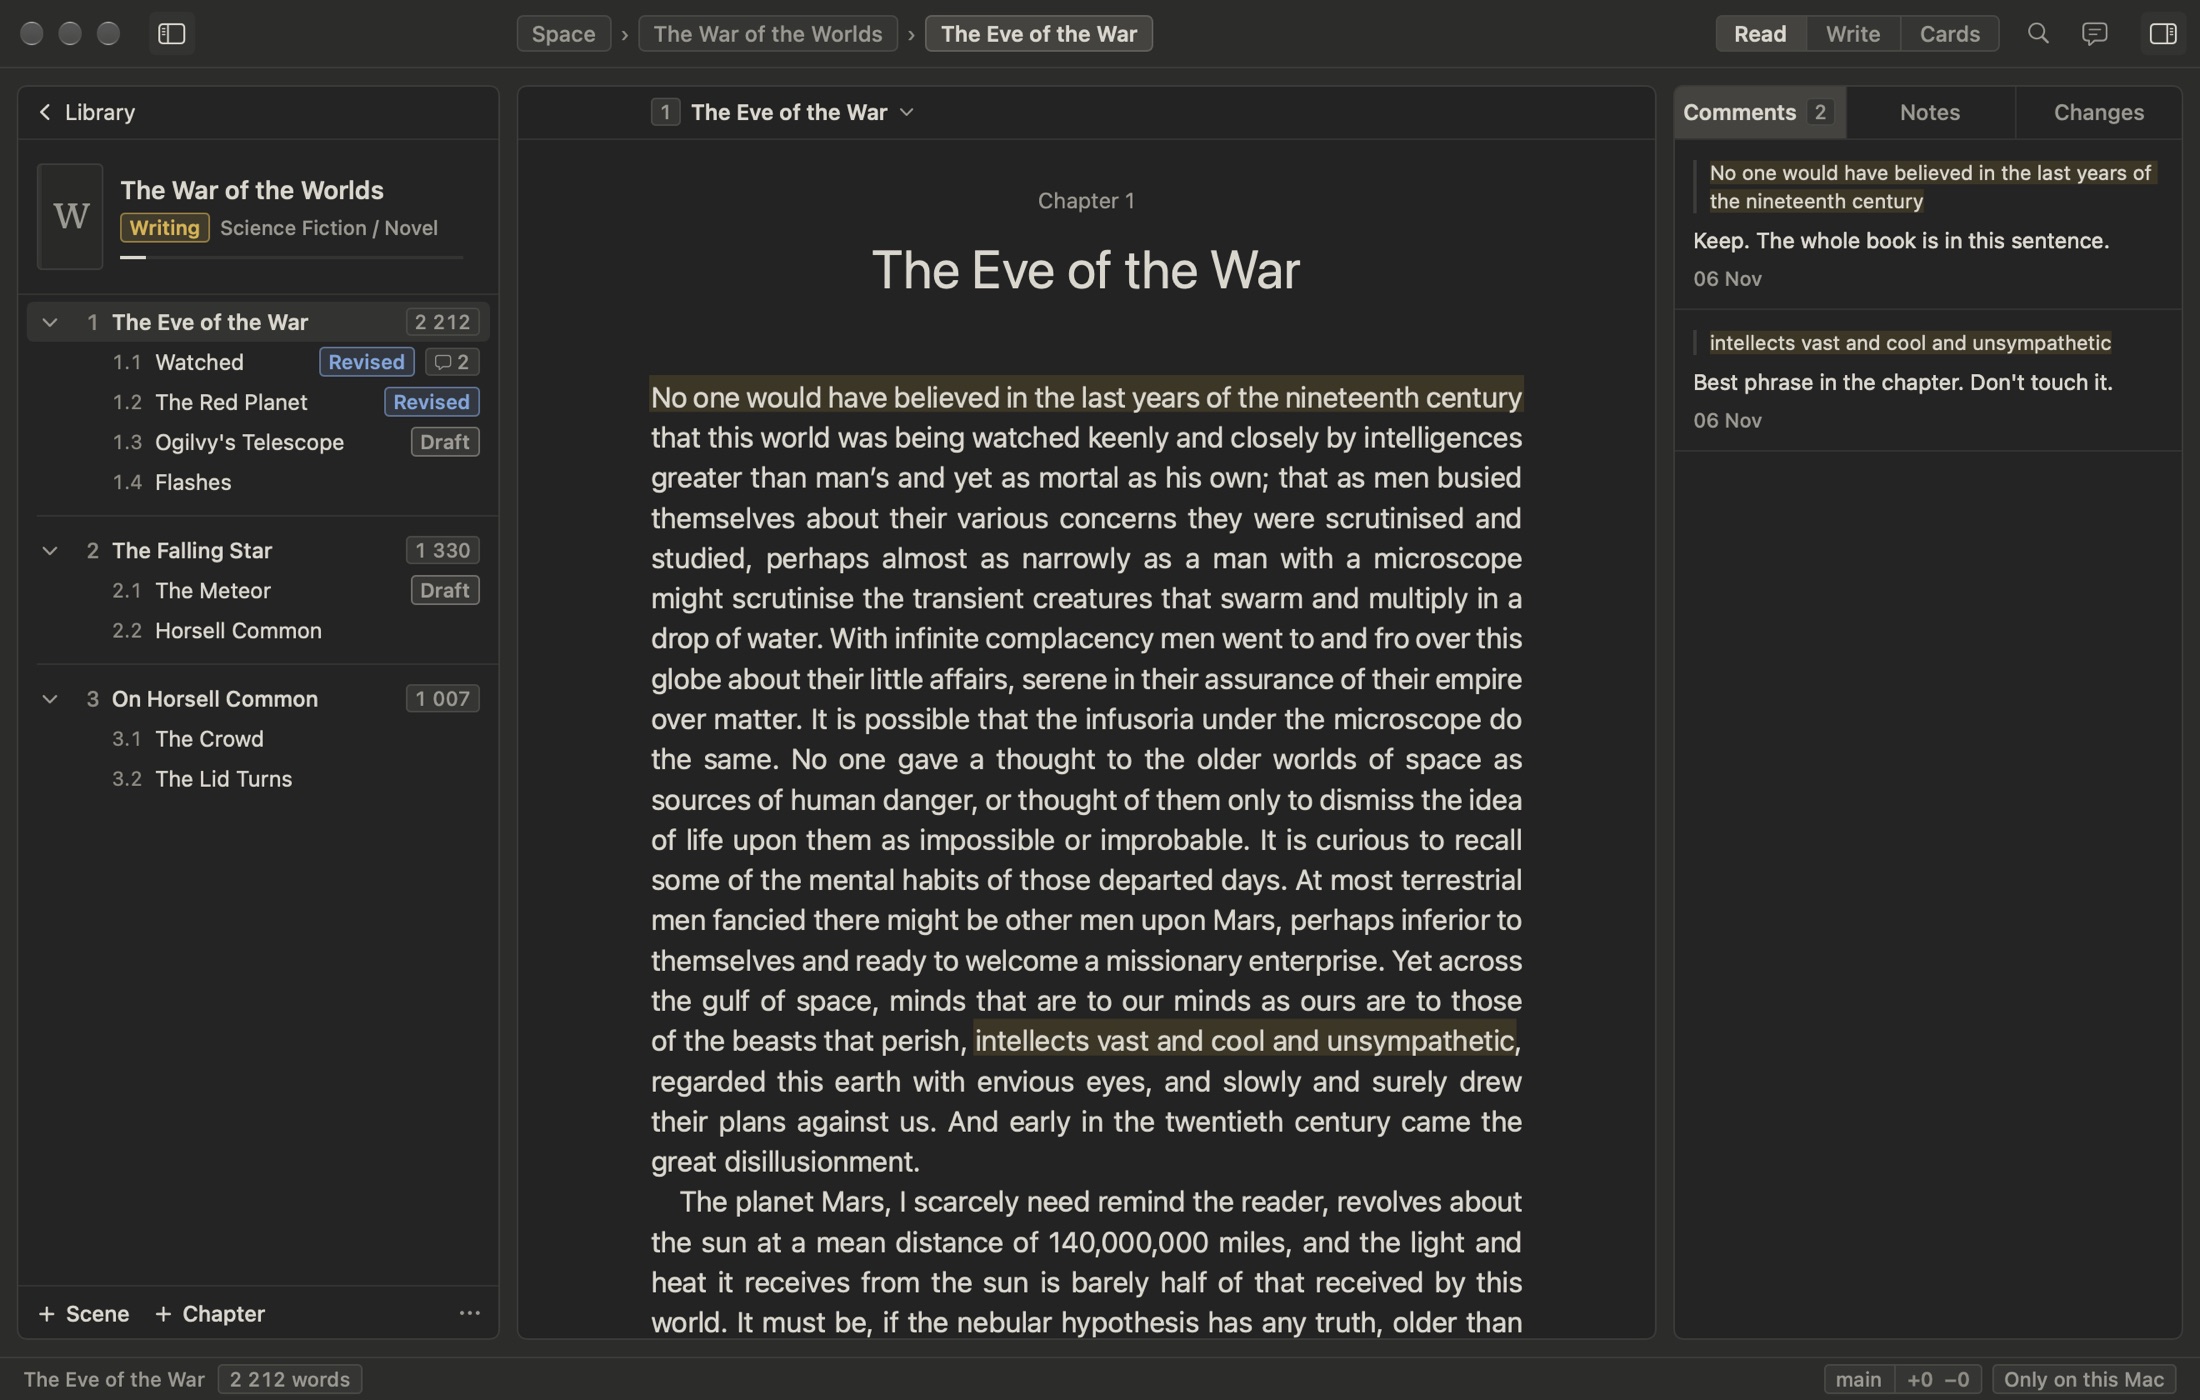 Space › The War of the Worlds › The Eve of the War
Read Write Cards
Library
W
The War of the Worlds
Writing Science Fiction / Novel
1 The Eve of the War 2 212
1.1 Watched Revised 2
1.2 The Red Planet Revised
1.3 Ogilvy's Telescope Draft
1.4 Flashes
2 The Falling Star 1 330
2.1 The Meteor Draft
2.2 Horsell Common
3 On Horsell Common 1 007
3.1 The Crowd
3.2 The Lid Turns
+ Scene + Chapter ···
1 The Eve of the War
Chapter 1
The Eve of the War
No one would have believed in the last years of the nineteenth century
that this world was being watched keenly and closely by intelligences
greater than man’s and yet as mortal as his own; that as men busied
themselves about their various concerns they were scrutinised and
studied, perhaps almost as narrowly as a man with a microscope
might scrutinise the transient creatures that swarm and multiply in a
drop of water. With infinite complacency men went to and fro over this
globe about their little affairs, serene in their assurance of their empire
over matter. It is possible that the infusoria under the microscope do
the same. No one gave a thought to the older worlds of space as
sources of human danger, or thought of them only to dismiss the idea
of life upon them as impossible or improbable. It is curious to recall
some of the mental habits of those departed days. At most terrestrial
men fancied there might be other men upon Mars, perhaps inferior to
themselves and ready to welcome a missionary enterprise. Yet across
the gulf of space, minds that are to our minds as ours are to those
of the beasts that perish, intellects vast and cool and unsympathetic,
regarded this earth with envious eyes, and slowly and surely drew
their plans against us. And early in the twentieth century came the
great disillusionment.
The planet Mars, I scarcely need remind the reader, revolves about
the sun at a mean distance of 140,000,000 miles, and the light and
heat it receives from the sun is barely half of that received by this
world. It must be, if the nebular hypothesis has any truth, older than
Comments 2 Notes Changes
No one would have believed in the last years of
the nineteenth century
Keep. The whole book is in this sentence.
06 Nov
intellects vast and cool and unsympathetic
Best phrase in the chapter. Don't touch it.
06 Nov
The Eve of the War 2 212 words
main +0 −0 Only on this Mac